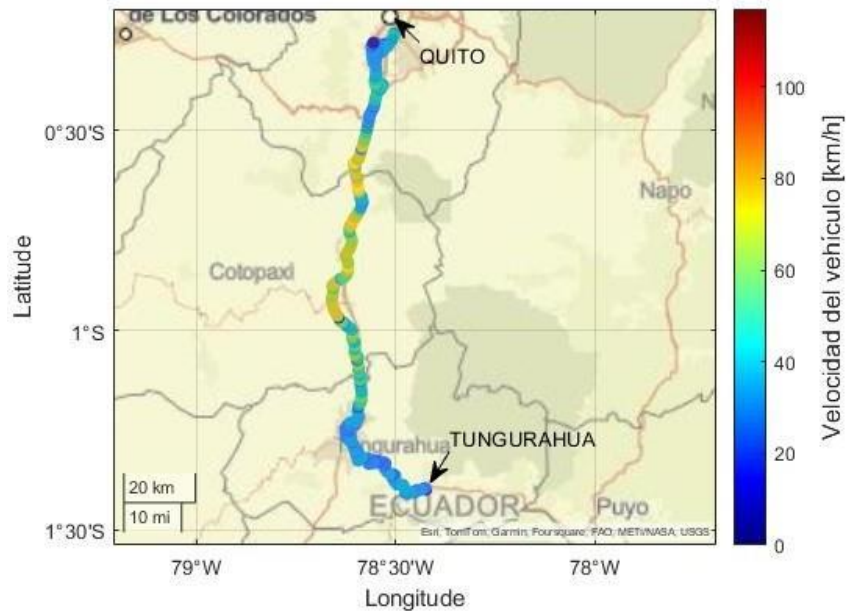 de Los Colorados
QUITO
0°30'S
Napo
Cotopaxi
1°S
TUNGURAHUA
ngurahua
20 km
10 mi
ECUADOR
Puyo
1°30'S
Esri, TomTom, Garmin, Foursquare, FAO, METI/NASA, USGS
79°W
78°30'W
78°W
Longitude
Latitude
100
80
60
40
20
0
Velocidad del vehículo [km/h]